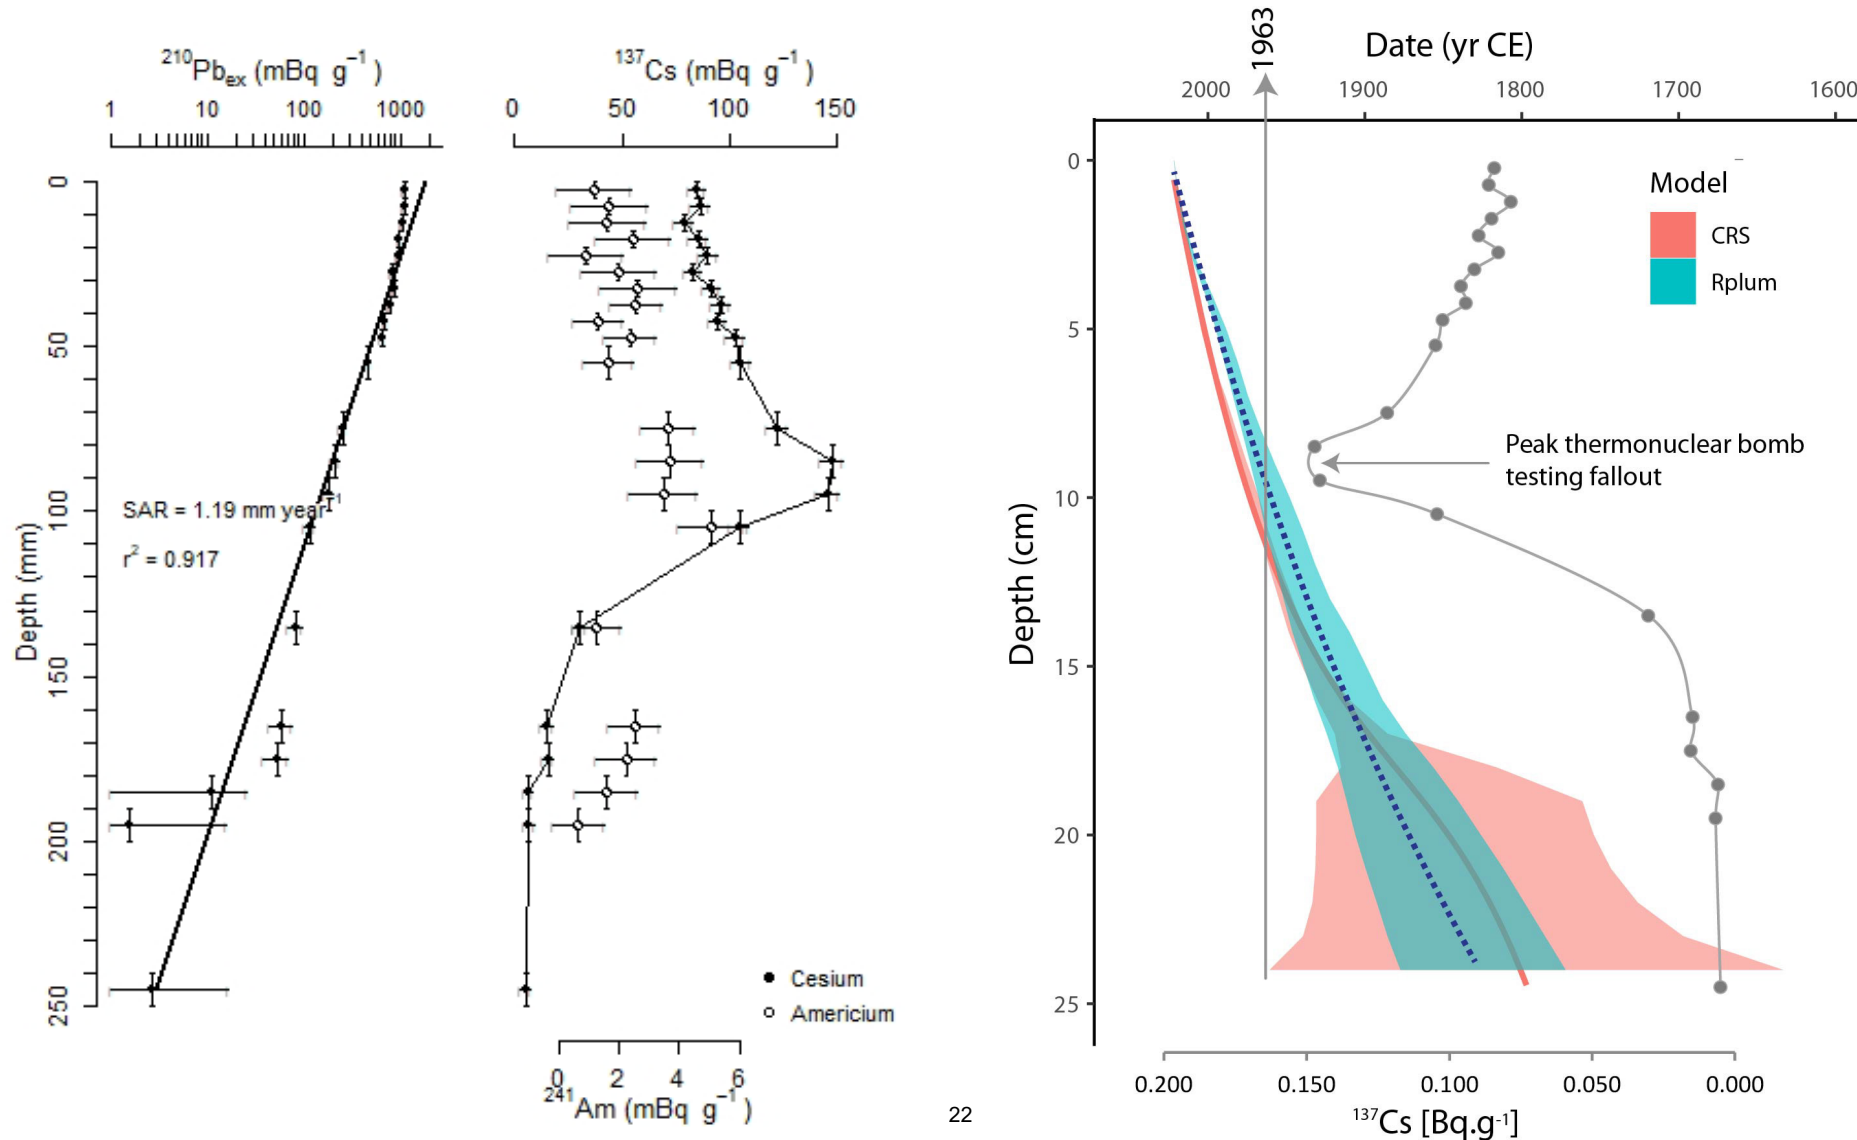 ²¹⁰Pbₑₓ (mBq g⁻¹)
1 10 100 1000
¹³⁷Cs (mBq g⁻¹)
0 50 100 150
Depth (mm)
0
50
100
150
200
250
SAR = 1.19 mm year⁻¹
r² = 0.917
Cesium
Americium
0 2 4 6
²⁴¹Am (mBq g⁻¹)
22
1963
Date (yr CE)
2000 1900 1800 1700 1600
Depth (cm)
0
5
10
15
20
25
Model
CRS
Rplum
Peak thermonuclear bomb
testing fallout
0.200 0.150 0.100 0.050 0.000
¹³⁷Cs [Bq.g⁻¹]